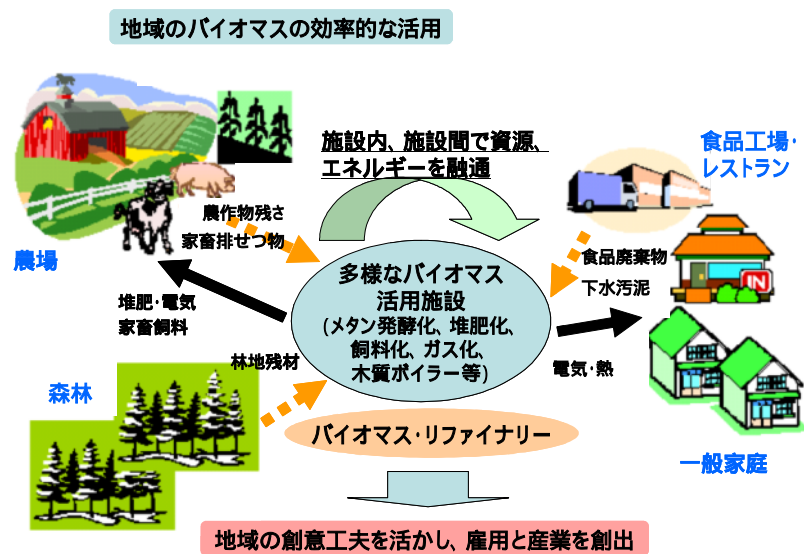 地域のバイオマスの効率的な活用
施設内、施設間で資源、
エネルギーを融通
食品工場・
レストラン
農作物残さ
家畜排せつ物
農場
食品廃棄物
下水汚泥
IN
多様なバイオマス
活用施設
(メタン発酵化、堆肥化、
飼料化、ガス化、
木質ボイラー等)
堆肥・電気
家畜飼料
林地残材
電気・熱
森林
バイオマス・リファイナリー
一般家庭
地域の創意工夫を活かし、雇用と産業を創出